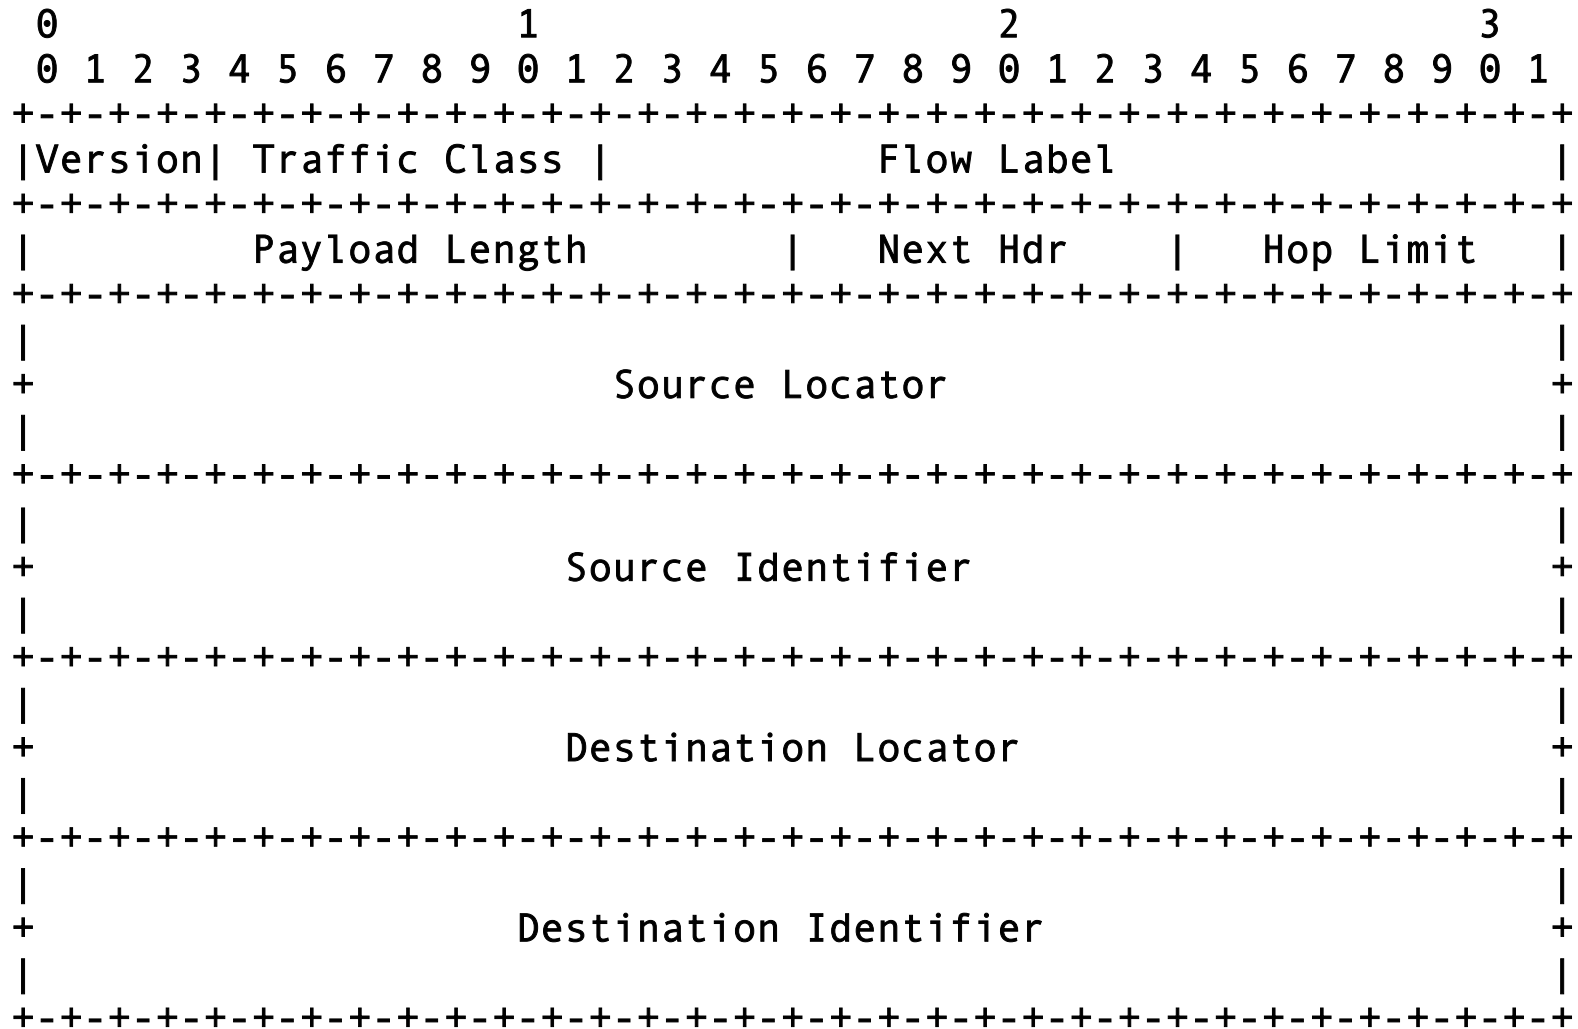 0                   1                   2                   3
 0 1 2 3 4 5 6 7 8 9 0 1 2 3 4 5 6 7 8 9 0 1 2 3 4 5 6 7 8 9 0 1
+-+-+-+-+-+-+-+-+-+-+-+-+-+-+-+-+-+-+-+-+-+-+-+-+-+-+-+-+-+-+-+-+
|Version| Traffic Class |           Flow Label                  |
+-+-+-+-+-+-+-+-+-+-+-+-+-+-+-+-+-+-+-+-+-+-+-+-+-+-+-+-+-+-+-+-+
|         Payload Length        |   Next Hdr    |   Hop Limit   |
+-+-+-+-+-+-+-+-+-+-+-+-+-+-+-+-+-+-+-+-+-+-+-+-+-+-+-+-+-+-+-+-+
|                                                               |
+                        Source Locator                         +
|                                                               |
+-+-+-+-+-+-+-+-+-+-+-+-+-+-+-+-+-+-+-+-+-+-+-+-+-+-+-+-+-+-+-+-+
|                                                               |
+                      Source Identifier                        +
|                                                               |
+-+-+-+-+-+-+-+-+-+-+-+-+-+-+-+-+-+-+-+-+-+-+-+-+-+-+-+-+-+-+-+-+
|                                                               |
+                      Destination Locator                      +
|                                                               |
+-+-+-+-+-+-+-+-+-+-+-+-+-+-+-+-+-+-+-+-+-+-+-+-+-+-+-+-+-+-+-+-+
|                                                               |
+                    Destination Identifier                     +
|                                                               |
+-+-+-+-+-+-+-+-+-+-+-+-+-+-+-+-+-+-+-+-+-+-+-+-+-+-+-+-+-+-+-+-+